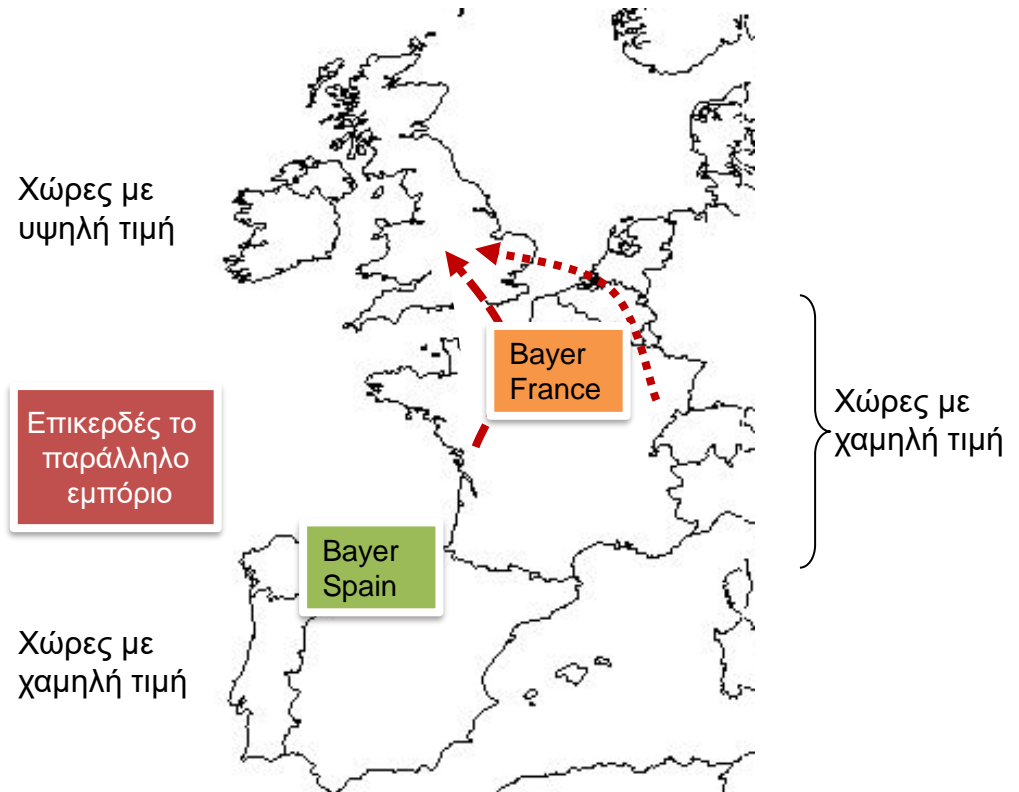 Χώρες με
υψηλή τιμή
Bayer
France
Χώρες με
χαμηλή τιμή
Επικερδές το
παράλληλο
εμπόριο
Bayer
Spain
Χώρες με
χαμηλή τιμή